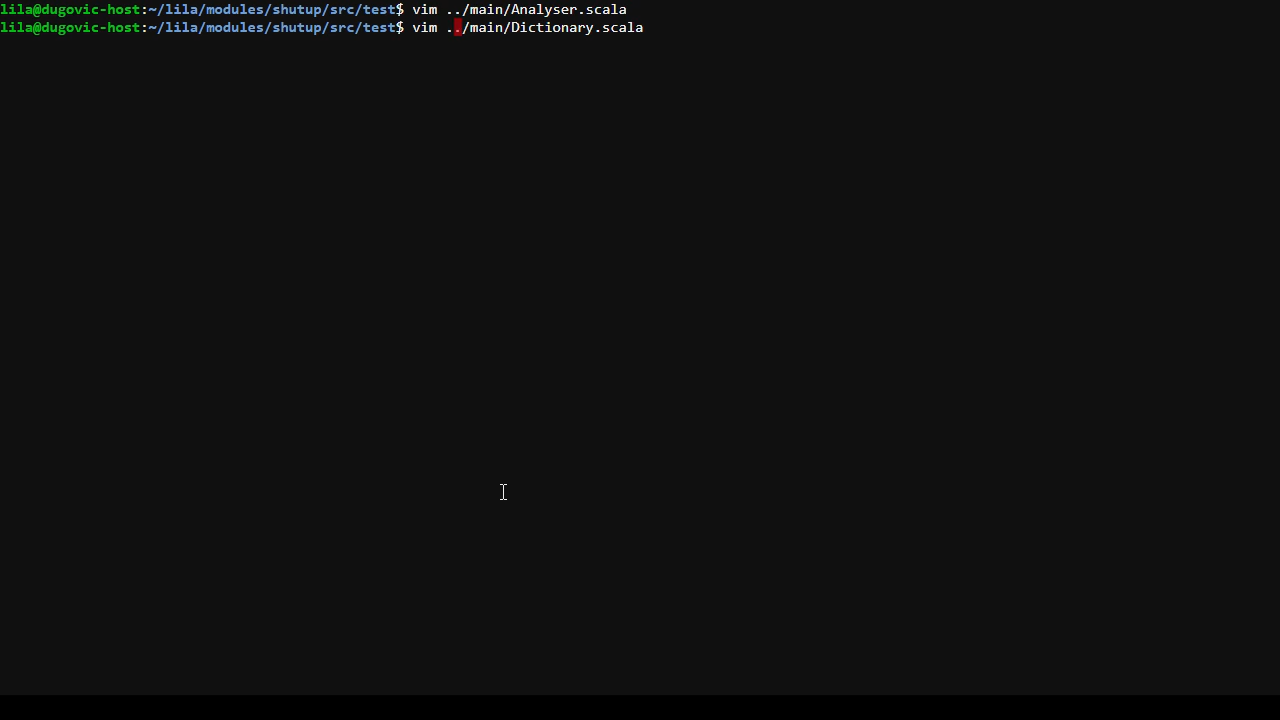 lila@dugovic-host:~/lila/modules/shutup/src/test$ vim ../main/Analyser.scala
lila@dugovic-host:~/lila/modules/shutup/src/test$ vim ../main/Dictionary.scala